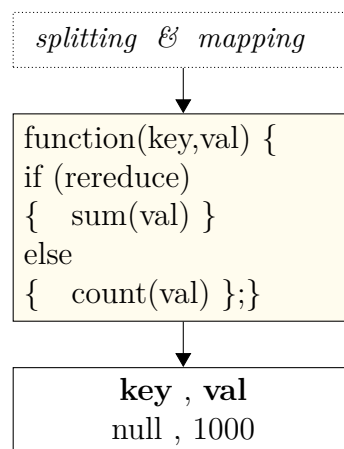 splitting & mapping
function(key,val) {
if (rereduce)
{ sum(val) }
else
{ count(val) };}
key , val
null , 1000